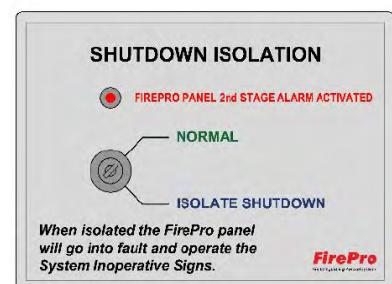 SHUTDOWN ISOLATION
FIREPRO PANEL 2nd STAGE ALARM ACTIVATED
NORMAL
ISOLATE SHUTDOWN
When isolated the FirePro panel
will go into fault and operate the
System Inoperative Signs.
FirePro